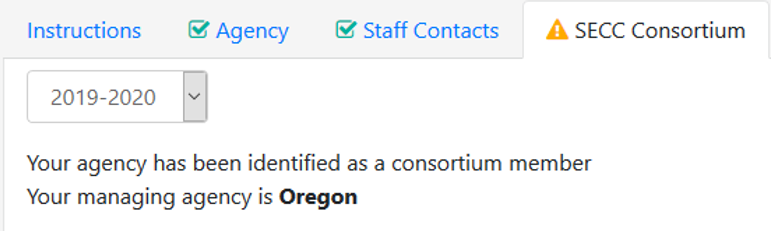 Instructions Agency Staff Contacts SECC Consortium
2019-2020
Your agency has been identified as a consortium member
Your managing agency is Oregon